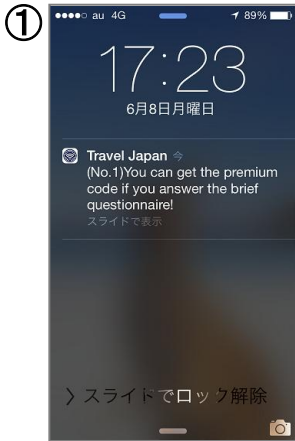 ①
au 4G 89%
17:23
6月8日月曜日
Travel Japan 今
(No.1)You can get the premium
code if you answer the brief
questionnaire!
スライドで表示
> スライドでロック解除